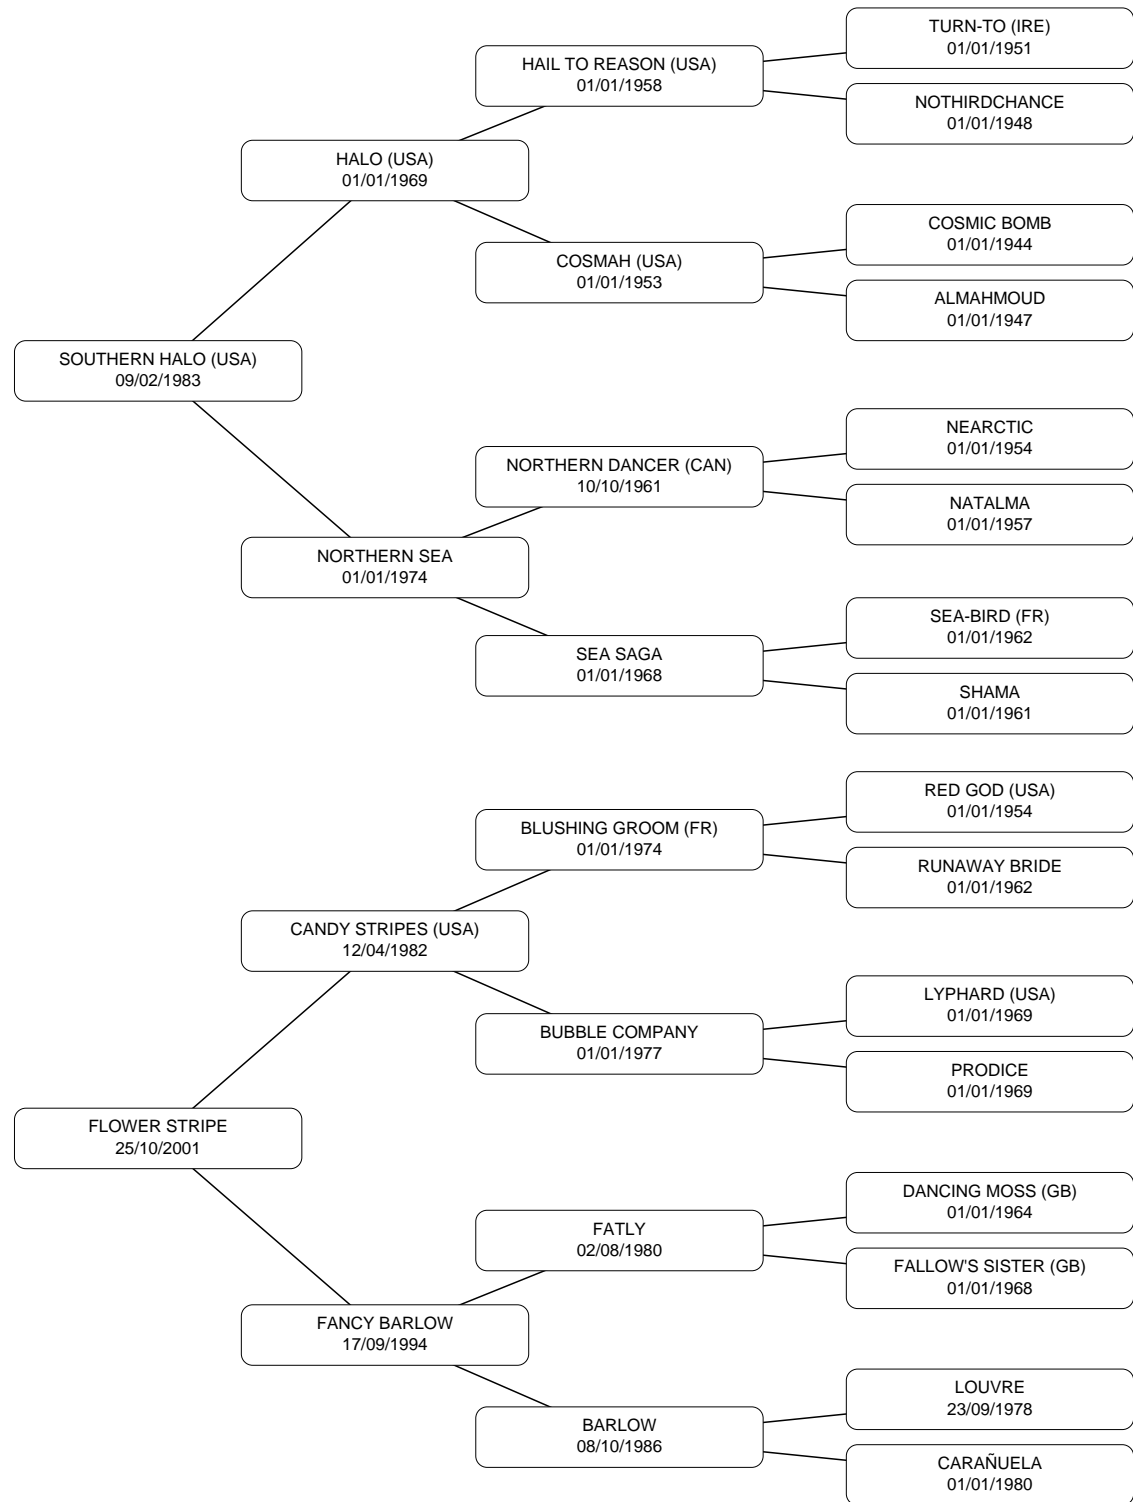 TURN-TO (IRE)
01/01/1951
HAIL TO REASON (USA)
01/01/1958
NOTHIRDCHANCE
01/01/1948
HALO (USA)
01/01/1969
COSMIC BOMB
01/01/1944
COSMAH (USA)
01/01/1953
ALMAHMOUD
01/01/1947
SOUTHERN HALO (USA)
09/02/1983
NEARCTIC
01/01/1954
NORTHERN DANCER (CAN)
10/10/1961
NATALMA
01/01/1957
NORTHERN SEA
01/01/1974
SEA-BIRD (FR)
01/01/1962
SEA SAGA
01/01/1968
SHAMA
01/01/1961
RED GOD (USA)
01/01/1954
BLUSHING GROOM (FR)
01/01/1974
RUNAWAY BRIDE
01/01/1962
CANDY STRIPES (USA)
12/04/1982
LYPHARD (USA)
01/01/1969
BUBBLE COMPANY
01/01/1977
PRODICE
01/01/1969
FLOWER STRIPE
25/10/2001
DANCING MOSS (GB)
01/01/1964
FATLY
02/08/1980
FALLOW'S SISTER (GB)
01/01/1968
FANCY BARLOW
17/09/1994
LOUVRE
23/09/1978
BARLOW
08/10/1986
CARAÑUELA
01/01/1980